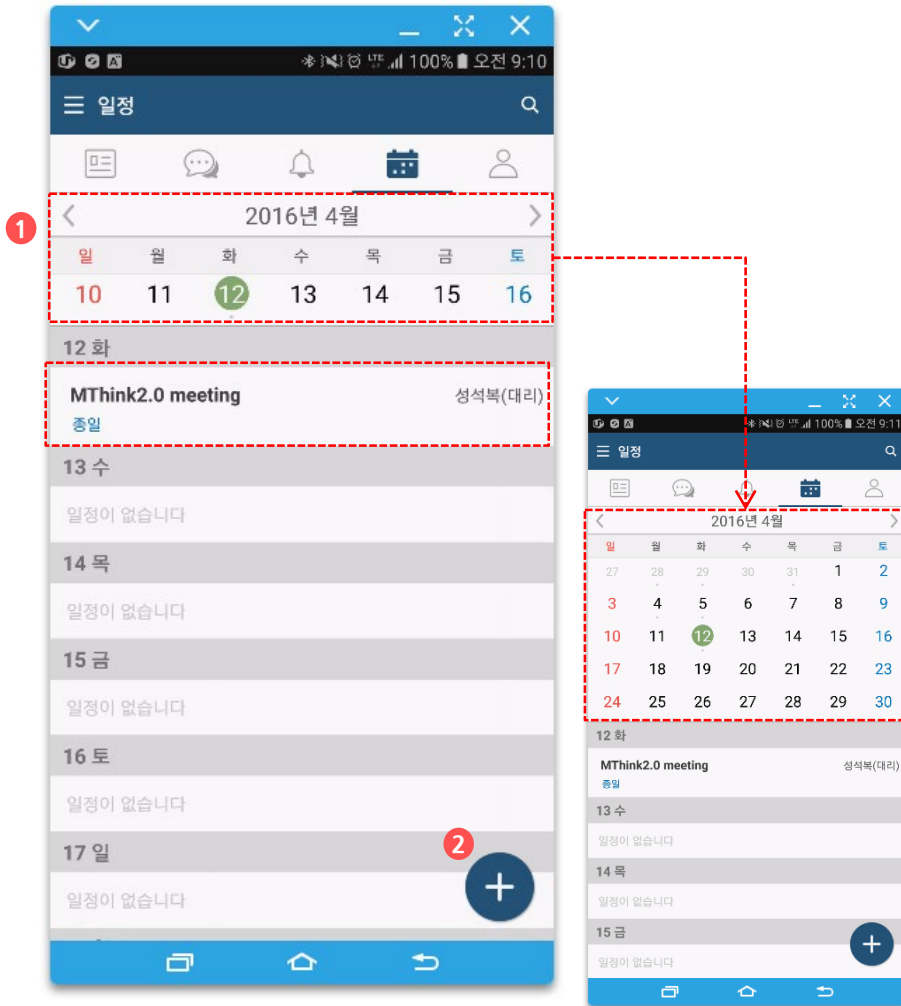 100% 오전 9:10
일정
1
2016년 4월
일 월 화 수 목 금 토
10 11 12 13 14 15 16
12 화
MThink2.0 meeting 성석복(대리)
종일
13 수
일정이 없습니다
14 목
일정이 없습니다
15 금
일정이 없습니다
16 토
일정이 없습니다
17 일
2
일정이 없습니다
LTE 100% 오전 9:11
일정
2016년 4월
일 월 화 수 목 금 토
27 28 29 30 31 1 2
3 4 5 6 7 8 9
10 11 12 13 14 15 16
17 18 19 20 21 22 23
24 25 26 27 28 29 30
12 화
MThink2.0 meeting 성석복(대리)
종일
13 수
일정이 없습니다
14 목
일정이 없습니다
15 금
일정이 없습니다